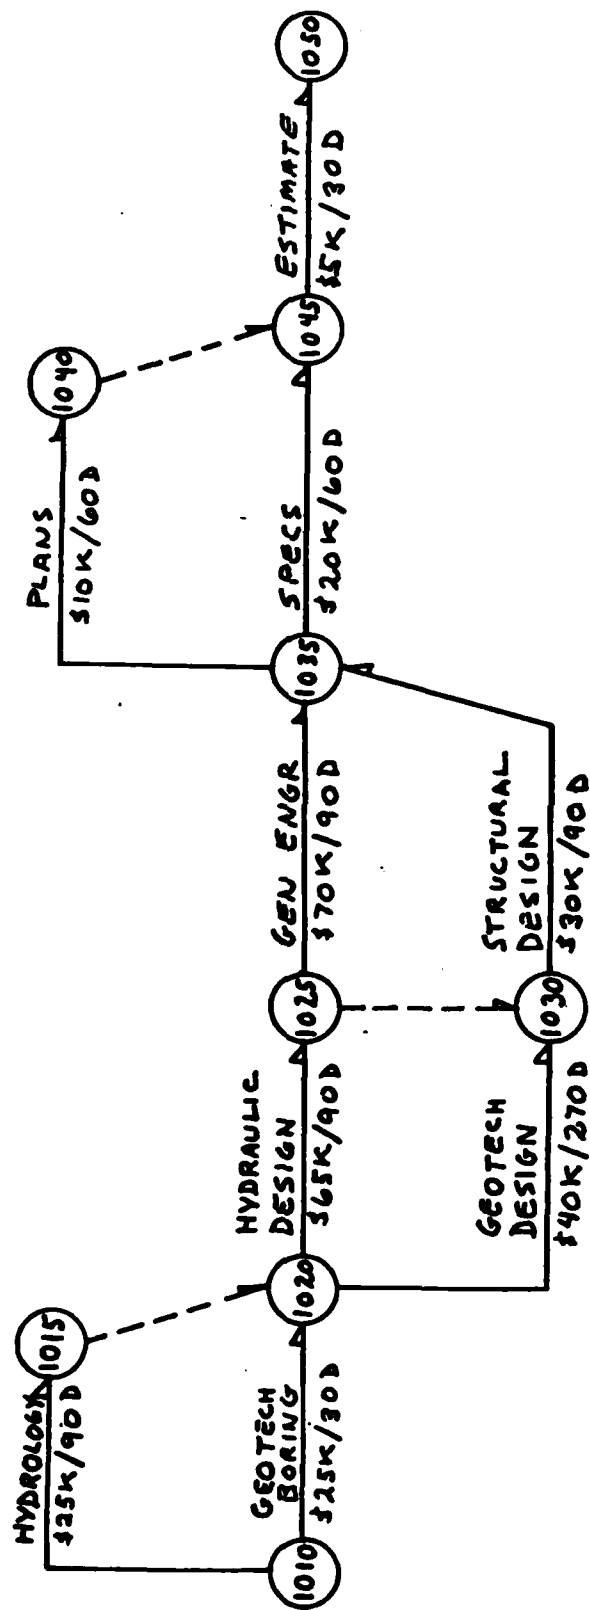 HYDROLOGY
$25K/90D
1015
1010
GEOTECH
BORING
$25K/30D
1020
HYDRAULIC
DESIGN
$65K/90D
GEOTECH
DESIGN
$40K/270D
1025
1030
GEN ENGR
$70K/90D
STRUCTURAL
DESIGN
$30K/90D
1035
PLANS
$10K/60D
1040
SPECS
$20K/60D
1045
ESTIMATE
$5K/30D
1050